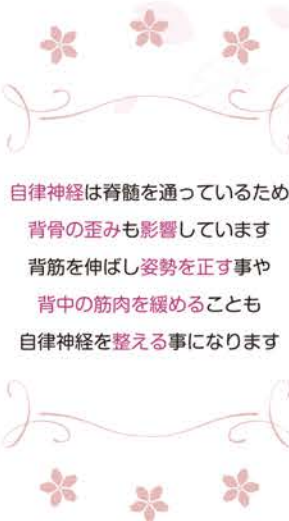 自律神経は脊髄を通っているため
背骨の歪みも影響しています
背筋を伸ばし姿勢を正す事や
背中の筋肉を緩めることも
自律神経を整える事になります